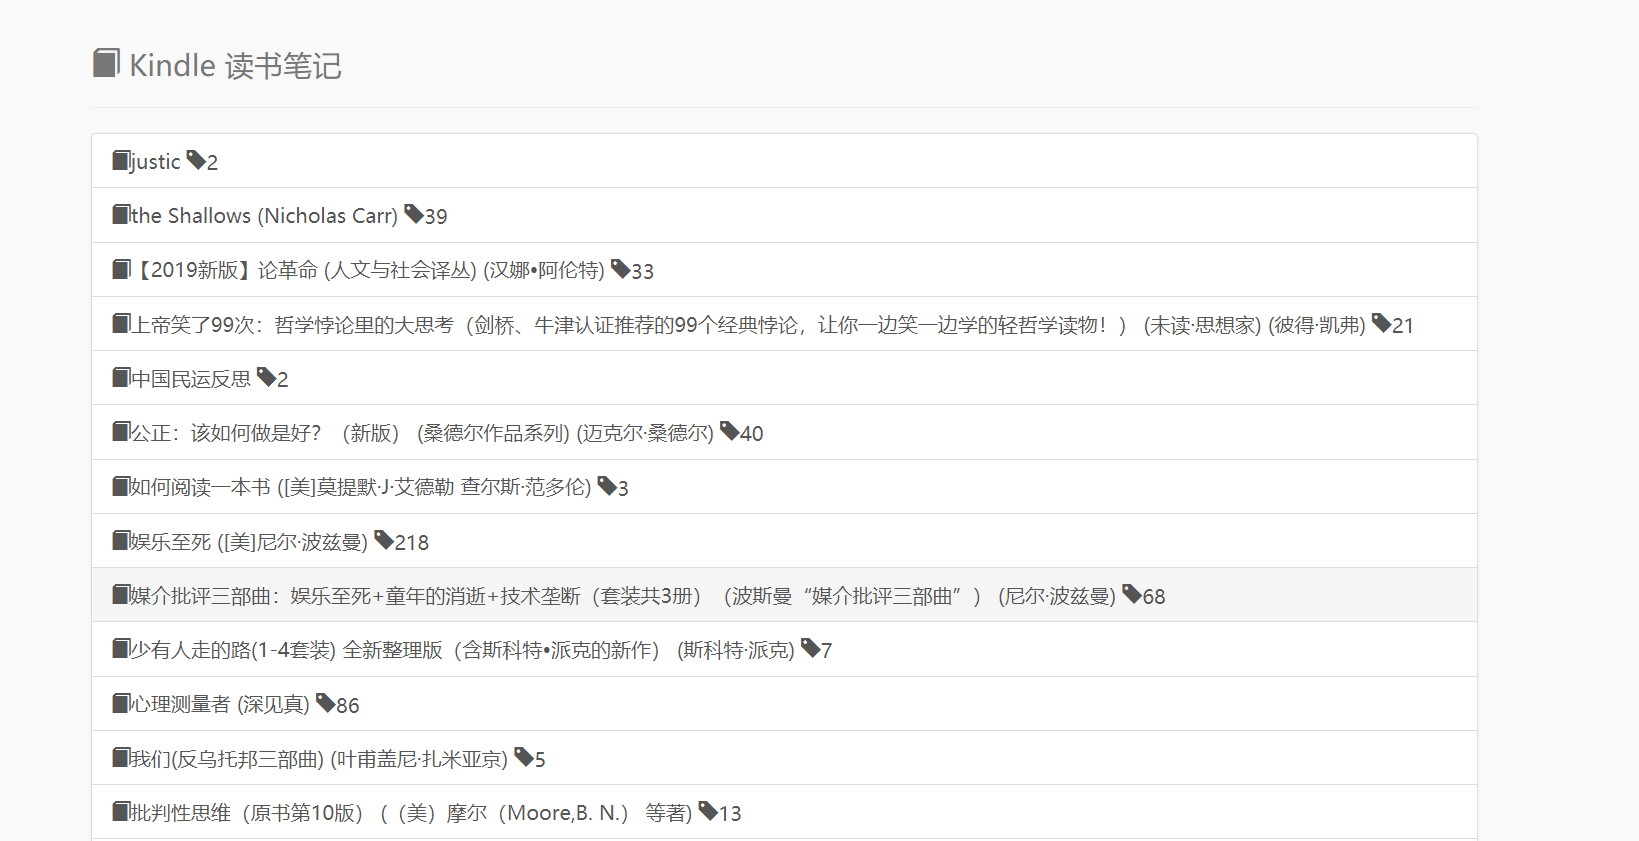 Kindle 读书笔记
justic 2
the Shallows (Nicholas Carr) 39
【2019新版】论革命 (人文与社会译丛) (汉娜•阿伦特) 33
上帝笑了99次：哲学悖论里的大思考（剑桥、牛津认证推荐的99个经典悖论，让你一边笑一边学的轻哲学读物！） (未读·思想家) (彼得·凯弗) 21
中国民运反思 2
公正：该如何做是好？（新版） (桑德尔作品系列) (迈克尔·桑德尔) 40
如何阅读一本书 ([美]莫提默·J·艾德勒 查尔斯·范多伦) 3
娱乐至死 ([美]尼尔·波兹曼) 218
媒介批评三部曲：娱乐至死+童年的消逝+技术垄断（套装共3册）（波斯曼“媒介批评三部曲”） (尼尔·波兹曼) 68
少有人走的路(1-4套装) 全新整理版（含斯科特•派克的新作） (斯科特·派克) 7
心理测量者 (深见真) 86
我们(反乌托邦三部曲) (叶甫盖尼·扎米亚京) 5
批判性思维（原书第10版） (（美）摩尔（Moore,B. N.） 等著) 13